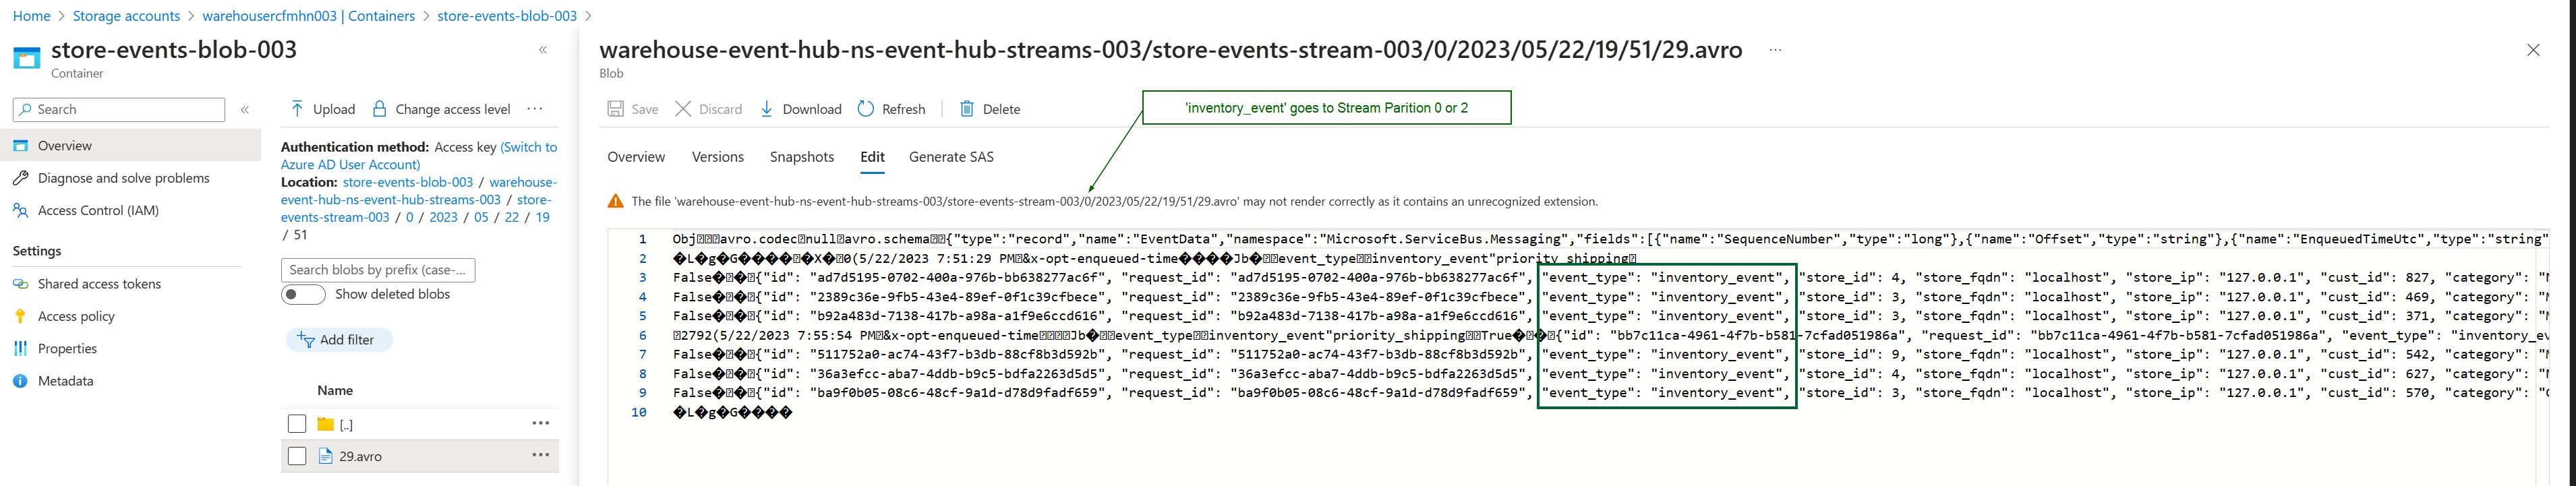 Home > Storage accounts > warehousercfmhn003 | Containers > store-events-blob-003 >
store-events-blob-003
Container
Search
Overview
Diagnose and solve problems
Access Control (IAM)
Settings
Shared access tokens
Access policy
Properties
Metadata
Upload Change access level ...
Authentication method: Access key (Switch to
Azure AD User Account)
Location: store-events-blob-003 / warehouse-
event-hub-ns-event-hub-streams-003 / store-
events-stream-003 / 0 / 2023 / 05 / 22 / 19
/ 51
Search blobs by prefix (case-...
Show deleted blobs
Add filter
Name
[..]
29.avro
warehouse-event-hub-ns-event-hub-streams-003/store-events-stream-003/0/2023/05/22/19/51/29.avro ...
Blob
Save Discard Download Refresh Delete
'inventory_event' goes to Stream Parition 0 or 2
Overview Versions Snapshots Edit Generate SAS
The file 'warehouse-event-hub-ns-event-hub-streams-003/store-events-stream-003/0/2023/05/22/19/51/29.avro' may not render correctly as it contains an unrecognized extension.
1 Obj avro.codec null avro.schema {"type":"record","name":"EventData","namespace":"Microsoft.ServiceBus.Messaging","fields":[{"name":"SequenceNumber","type":"long"},{"name":"Offset","type":"string"},{"name":"EnqueuedTimeUtc","type":"string"
2 �L�g�G���� �X� 0(5/22/2023 7:51:29 PM &x-opt-enqueued-time����Jb� event_type inventory_event"priority_shipping
3 False� � {"id": "ad7d5195-0702-400a-976b-bb638277ac6f", "request_id": "ad7d5195-0702-400a-976b-bb638277ac6f", "event_type": "inventory_event", "store_id": 4, "store_fqdn": "localhost", "store_ip": "127.0.0.1", "cust_id": 827, "category":
4 False� � {"id": "2389c36e-9fb5-43e4-89ef-0f1c39cfbece", "request_id": "2389c36e-9fb5-43e4-89ef-0f1c39cfbece", "event_type": "inventory_event", "store_id": 3, "store_fqdn": "localhost", "store_ip": "127.0.0.1", "cust_id": 469, "category":
5 False� � {"id": "b92a483d-7138-417b-a98a-a1f9e6ccd616", "request_id": "b92a483d-7138-417b-a98a-a1f9e6ccd616", "event_type": "inventory_event", "store_id": 3, "store_fqdn": "localhost", "store_ip": "127.0.0.1", "cust_id": 371, "category":
6 2792(5/22/2023 7:55:54 PM &x-opt-enqueued-time Jb� event_type inventory_event"priority_shipping True� � {"id": "bb7c11ca-4961-4f7b-b581-7cfad051986a", "request_id": "bb7c11ca-4961-4f7b-b581-7cfad051986a", "event_type": "inventory_ev
7 False� � {"id": "511752a0-ac74-43f7-b3db-88cf8b3d592b", "request_id": "511752a0-ac74-43f7-b3db-88cf8b3d592b", "event_type": "inventory_event", "store_id": 9, "store_fqdn": "localhost", "store_ip": "127.0.0.1", "cust_id": 542, "category":
8 False� � {"id": "36a3efcc-aba7-4ddb-b9c5-bdfa2263d5d5", "request_id": "36a3efcc-aba7-4ddb-b9c5-bdfa2263d5d5", "event_type": "inventory_event", "store_id": 4, "store_fqdn": "localhost", "store_ip": "127.0.0.1", "cust_id": 627, "category":
9 False� � {"id": "ba9f0b05-08c6-48cf-9a1d-d78d9fadf659", "request_id": "ba9f0b05-08c6-48cf-9a1d-d78d9fadf659", "event_type": "inventory_event", "store_id": 3, "store_fqdn": "localhost", "store_ip": "127.0.0.1", "cust_id": 570, "category":
10 �L�g�G����